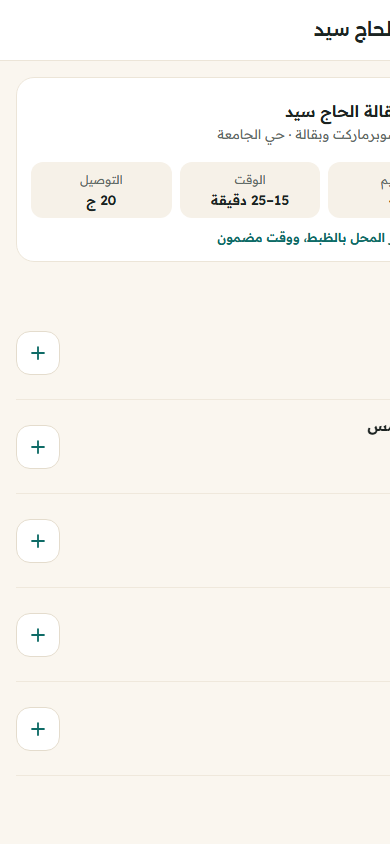 الحاج سيد
بقالة الحاج سيد
سوبرماركت وبقالة · حي الجامعة
الوقت
15–25 دقيقة
التوصيل
20 ج
المحل بالظبط، ووقت مضمون